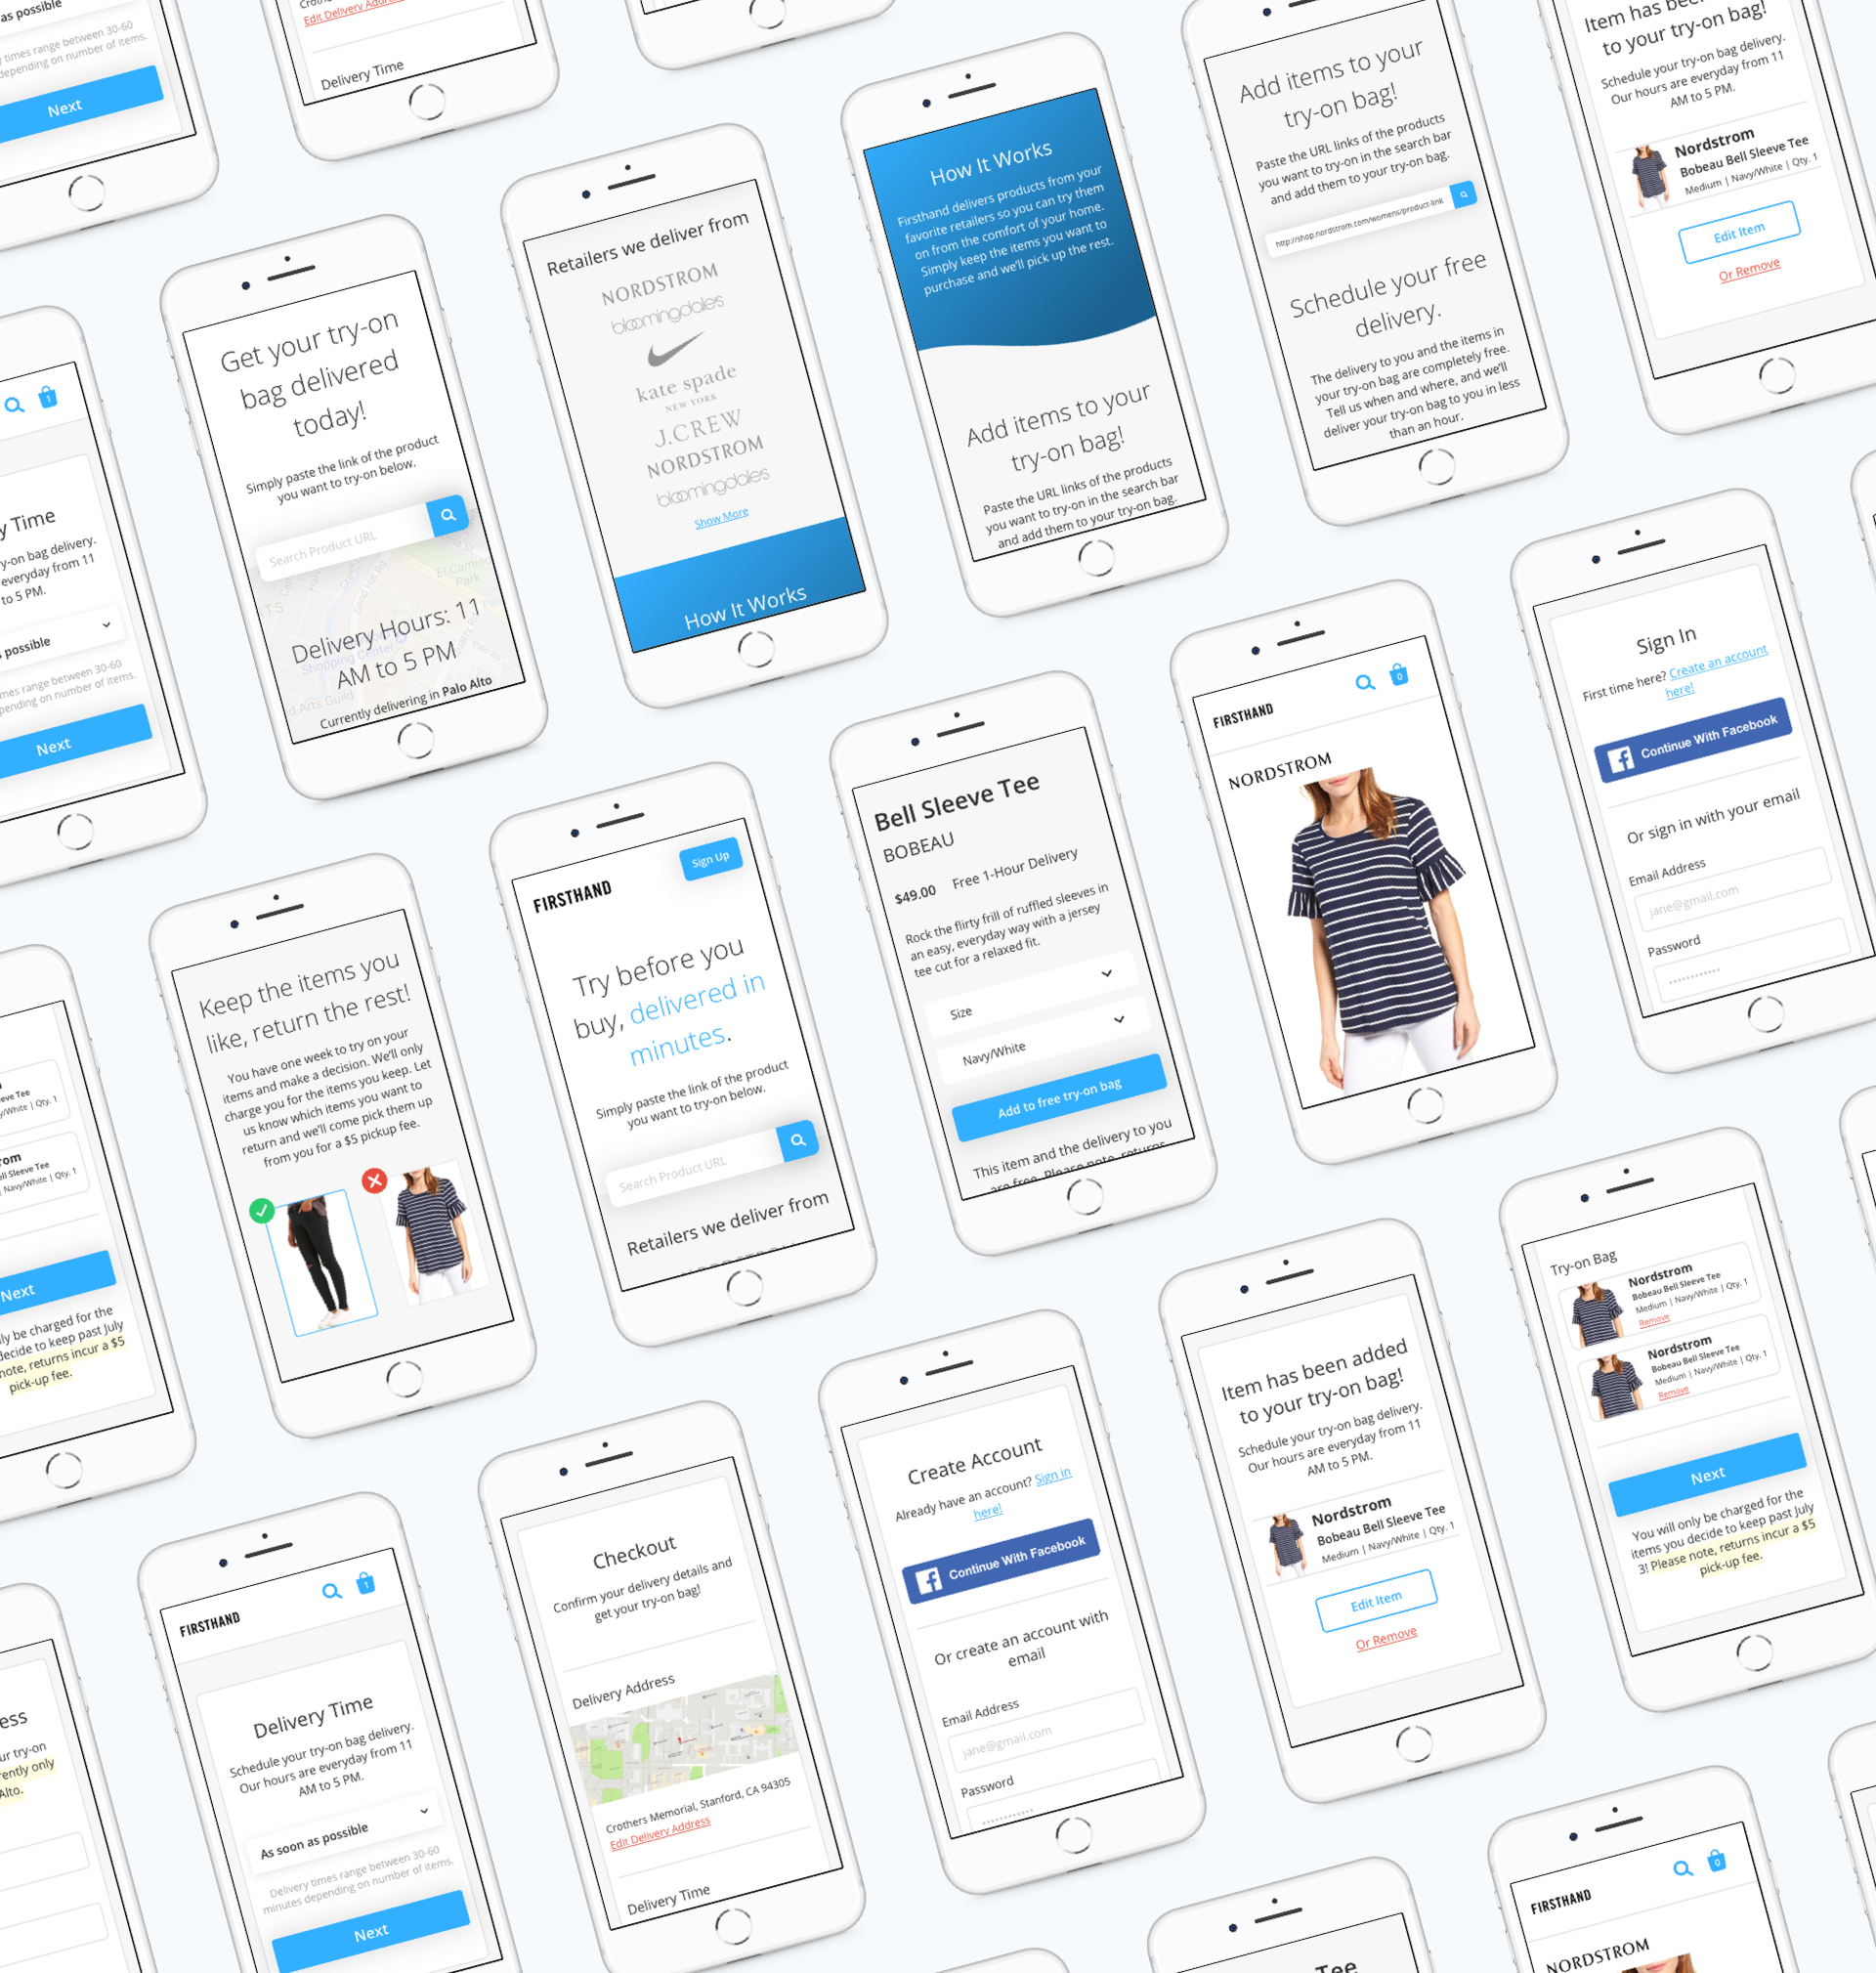 as possible
y times range between 30-60
depending on number of items.
Next
Edit Delivery Address
Delivery Time
Get your try-on
bag delivered
today!
Simply paste the link of the product
you want to try-on below.
Search Product URL
El Camino
Park
Shopping Center
Delivery Hours: 11
AM to 5 PM
Currently delivering in Palo Alto
Retailers we deliver from
NORDSTROM
bloomingdales
kate spade
NEW YORK
J.CREW
NORDSTROM
bloomingdales
Show More
How It Works
How It Works
Firsthand delivers products from your
favorite retailers so you can try them
on from the comfort of your home.
Simply keep the items you want to
purchase and we'll pick up the rest.
Add items to your
try-on bag!
Paste the URL links of the products
you want to try-on in the search bar
and add them to your try-on bag.
Add items to your
try-on bag!
Paste the URL links of the products
you want to try-on in the search bar
and add them to your try-on bag.
http://shop.nordstrom.com/womens/product-link
Schedule your free
delivery.
The delivery to you and the items in
your try-on bag are completely free.
Tell us when and where, and we'll
deliver your try-on bag to you in less
than an hour.
Item has been
to your try-on bag!
Schedule your try-on bag delivery.
Our hours are everyday from 11
AM to 5 PM.
Nordstrom
Bobeau Bell Sleeve Tee
Medium | Navy/White | Qty. 1
Edit Item
Or Remove
1
y Time
y-on bag delivery.
everyday from 11
to 5 PM.
possible
mes range between 30-60
pending on number of items.
Next
Keep the items you
like, return the rest!
You have one week to try on your
items and make a decision. We'll only
charge you for the items you keep. Let
us know which items you want to
return and we'll come pick them up
from you for a $5 pickup fee.
FIRSTHAND
Sign Up
Try before you
buy, delivered in
minutes.
Simply paste the link of the product
you want to try-on below.
Search Product URL
Retailers we deliver from
Bell Sleeve Tee
BOBEAU
$49.00 Free 1-Hour Delivery
Rock the flirty frill of ruffled sleeves in
an easy, everyday way with a jersey
tee cut for a relaxed fit.
Size
Navy/White
Add to free try-on bag
This item and the delivery to you
are free. Please note, returns
FIRSTHAND
0
NORDSTROM
Sign In
First time here? Create an account
here!
Continue With Facebook
Or sign in with your email
Email Address
jane@gmail.com
Password
eve Tee
y/White | Qty. 1
om
ell Sleeve Tee
Navy/White | Qty. 1
Next
ly be charged for the
decide to keep past July
note, returns incur a $5
pick-up fee.
FIRSTHAND
1
Delivery Time
Schedule your try-on bag delivery.
Our hours are everyday from 11
AM to 5 PM.
As soon as possible
Delivery times range between 30-60
minutes depending on number of items.
Next
Checkout
Confirm your delivery details and
get your try-on bag!
Delivery Address
Crothers Memorial, Stanford, CA 94305
Edit Delivery Address
Delivery Time
Create Account
Already have an account? Sign in
here!
Continue With Facebook
Or create an account with
email
Email Address
jane@gmail.com
Password
Item has been added
to your try-on bag!
Schedule your try-on bag delivery.
Our hours are everyday from 11
AM to 5 PM.
Nordstrom
Bobeau Bell Sleeve Tee
Medium | Navy/White | Qty. 1
Edit Item
Or Remove
Try-on Bag
Nordstrom
Bobeau Bell Sleeve Tee
Medium | Navy/White | Qty. 1
Remove
Nordstrom
Bobeau Bell Sleeve Tee
Medium | Navy/White | Qty. 1
Remove
Next
You will only be charged for the
items you decide to keep past July
3! Please note, returns incur a $5
pick-up fee.
ess
ur try-on
rently only
Alto.
Tee
FIRSTHAND
0
NORDSTROM